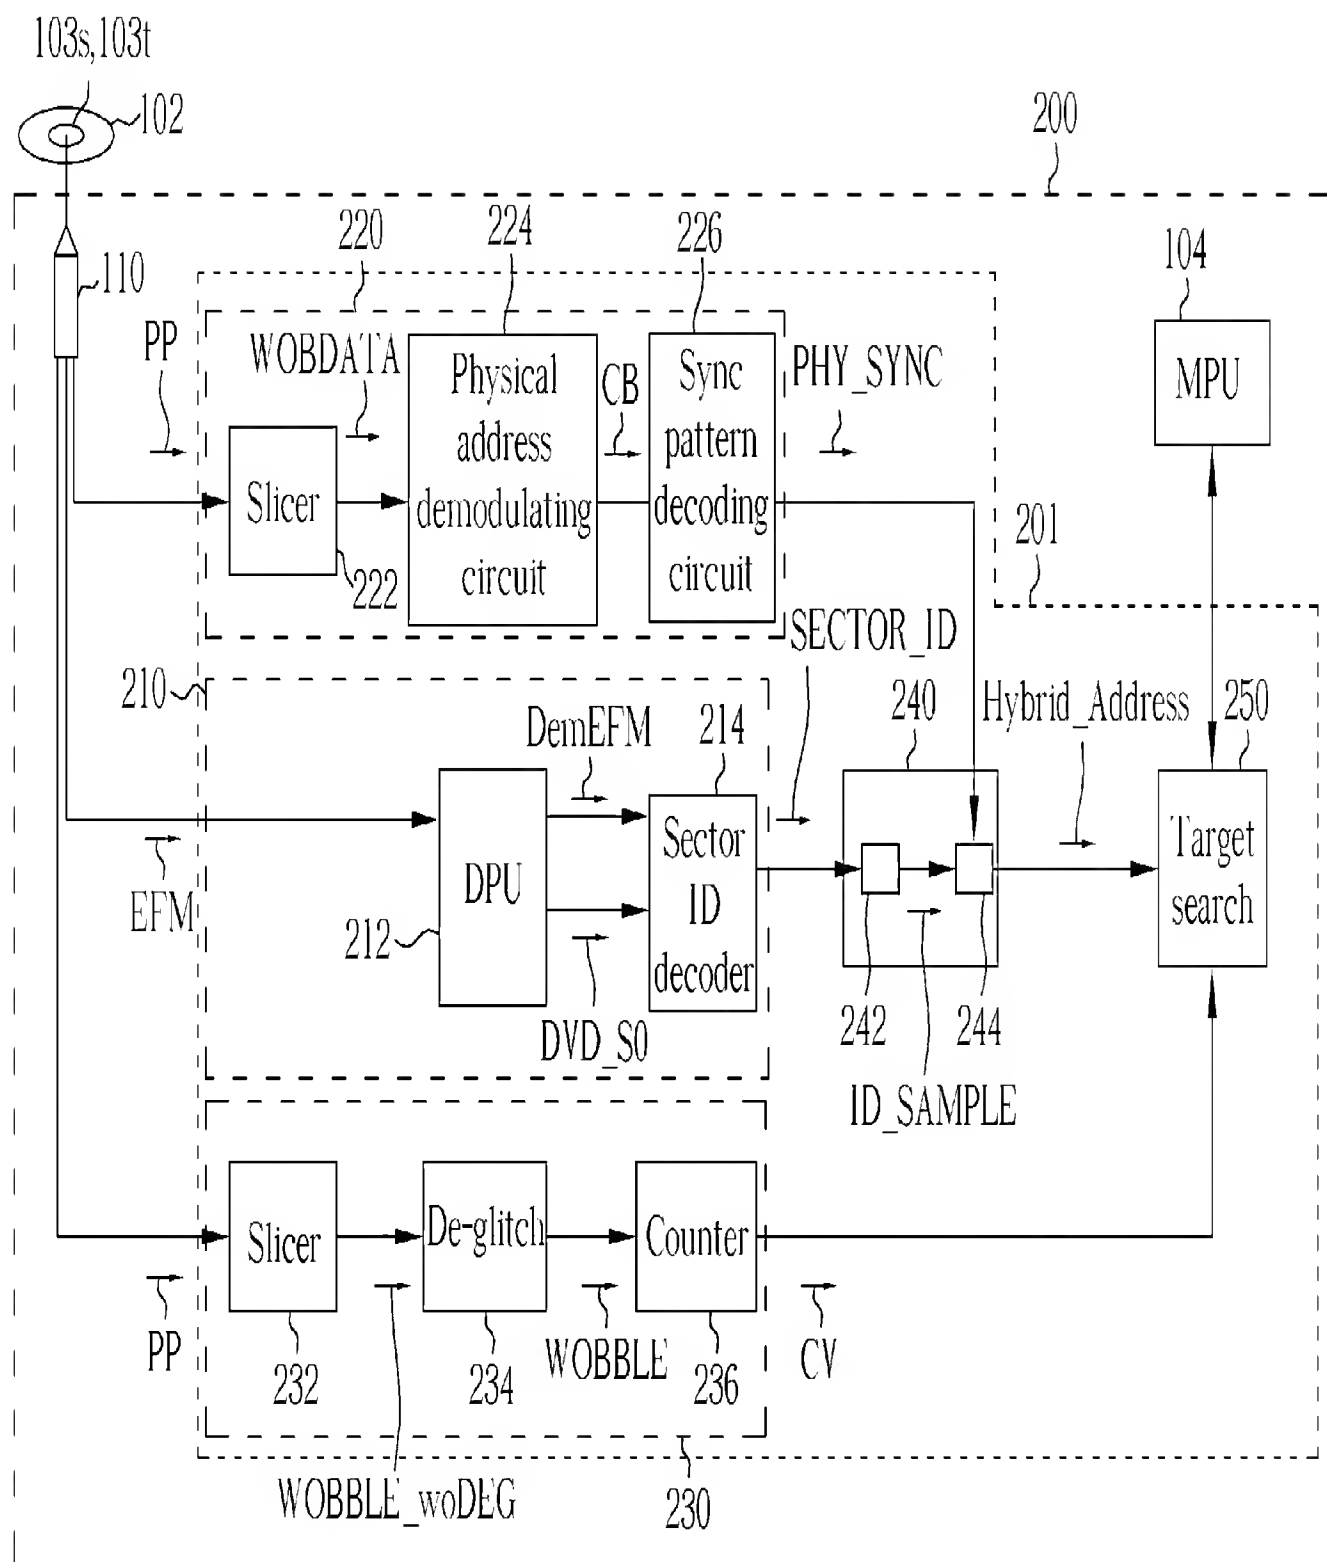 103s,103t
102
200
110
220
224
226
104
PP
WOBDATA
Physical
address
demodulating
circuit
CB
Sync
pattern
decoding
circuit
PHY_SYNC
MPU
Slicer
222
201
210
SECTOR_ID
DemEFM
214
240
Hybrid_Address
250
EFM
DPU
212
Sector
ID
decoder
Target
search
DVD_S0
242
244
ID_SAMPLE
Slicer
De-glitch
Counter
PP
232
234
WOBBLE
236
CV
WOBBLE_woDEG
230